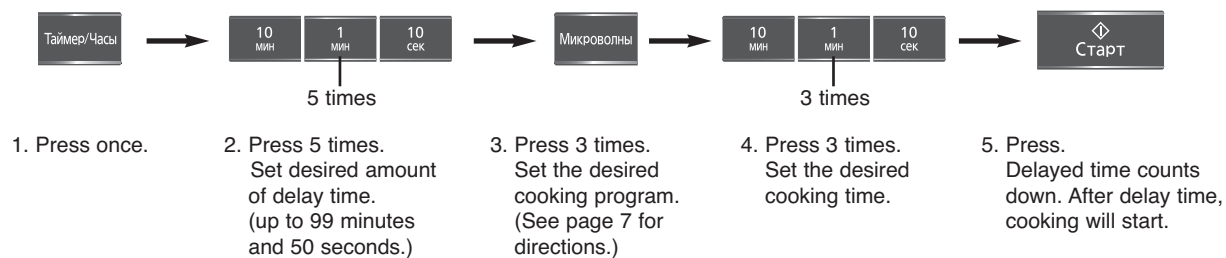 Таймер/Часы
10 мин
1 мин
10 сек
Микроволны
10 мин
1 мин
10 сек
Старт
5 times
3 times
1. Press once.
2. Press 5 times.
Set desired amount
of delay time.
(up to 99 minutes
and 50 seconds.)
3. Press 3 times.
Set the desired
cooking program.
(See page 7 for
directions.)
4. Press 3 times.
Set the desired
cooking time.
5. Press.
Delayed time counts
down. After delay time,
cooking will start.